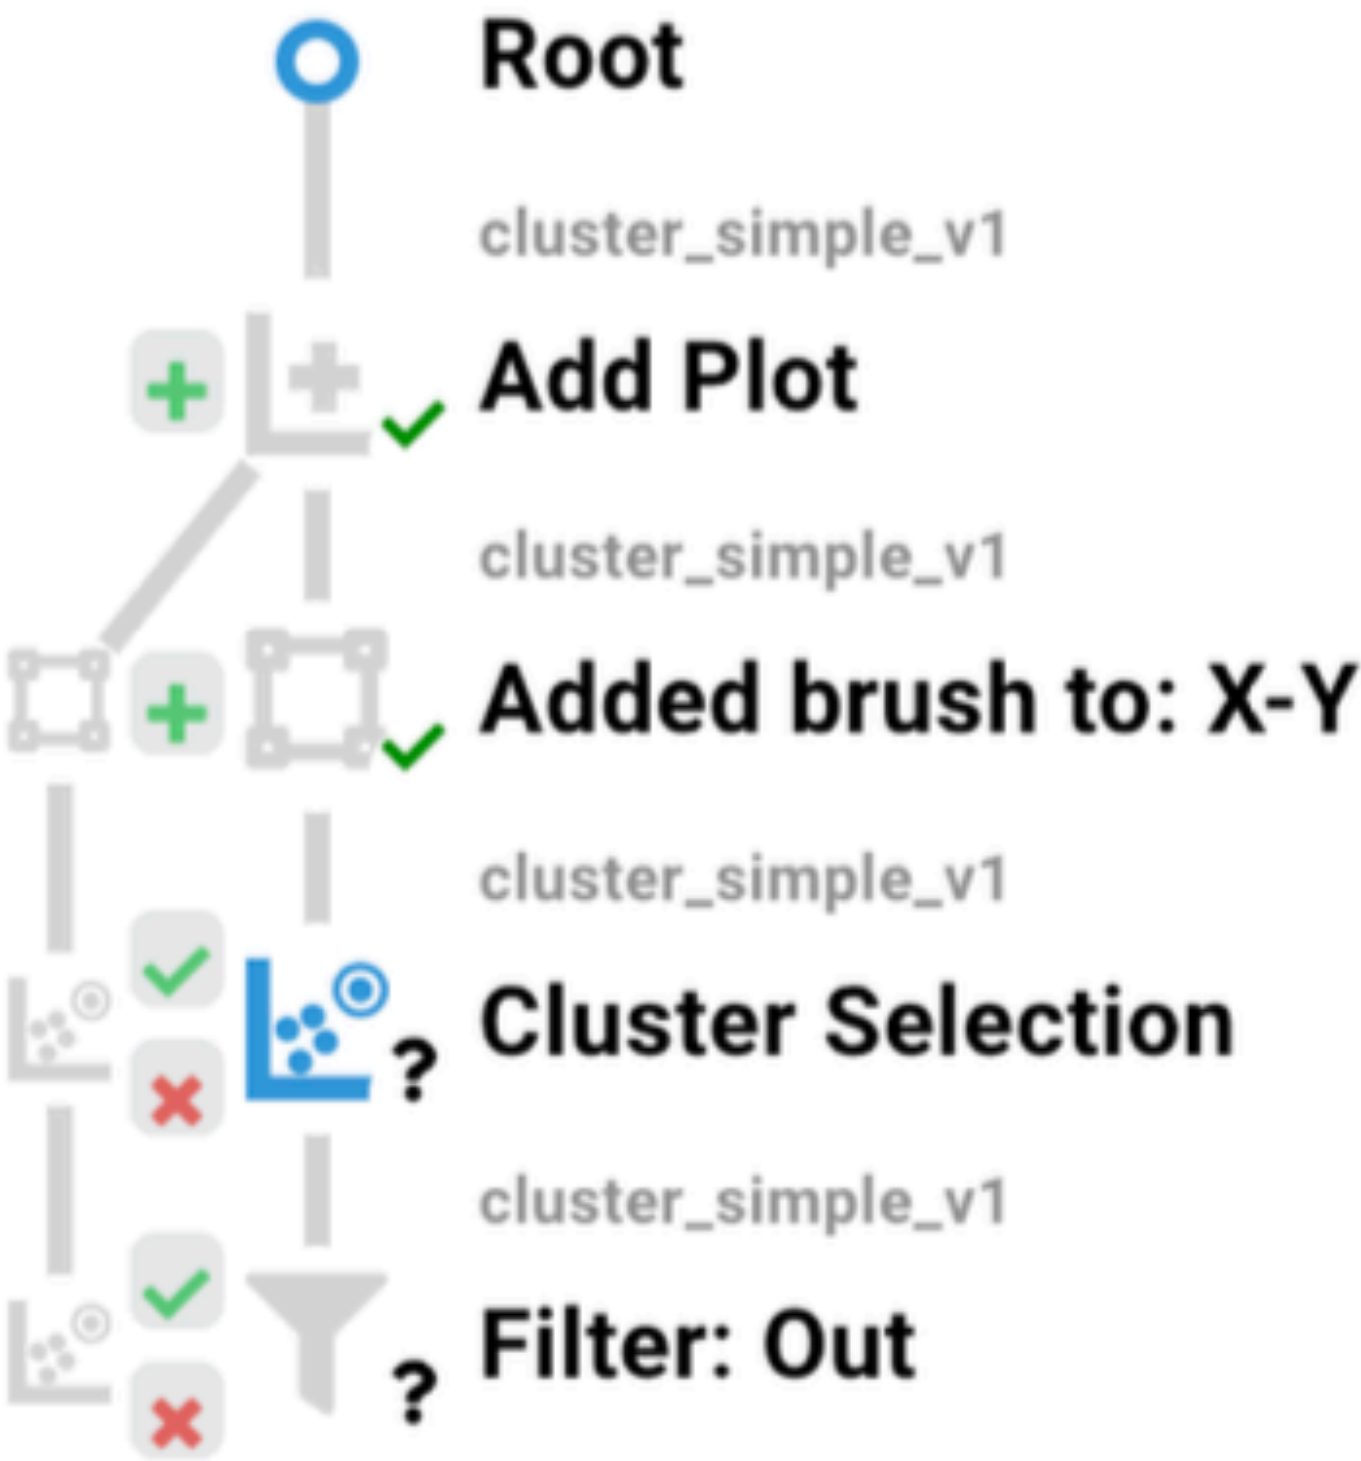 Root
cluster_simple_v1
Add Plot
cluster_simple_v1
Added brush to: X-Y
cluster_simple_v1
? Cluster Selection
cluster_simple_v1
? Filter: Out